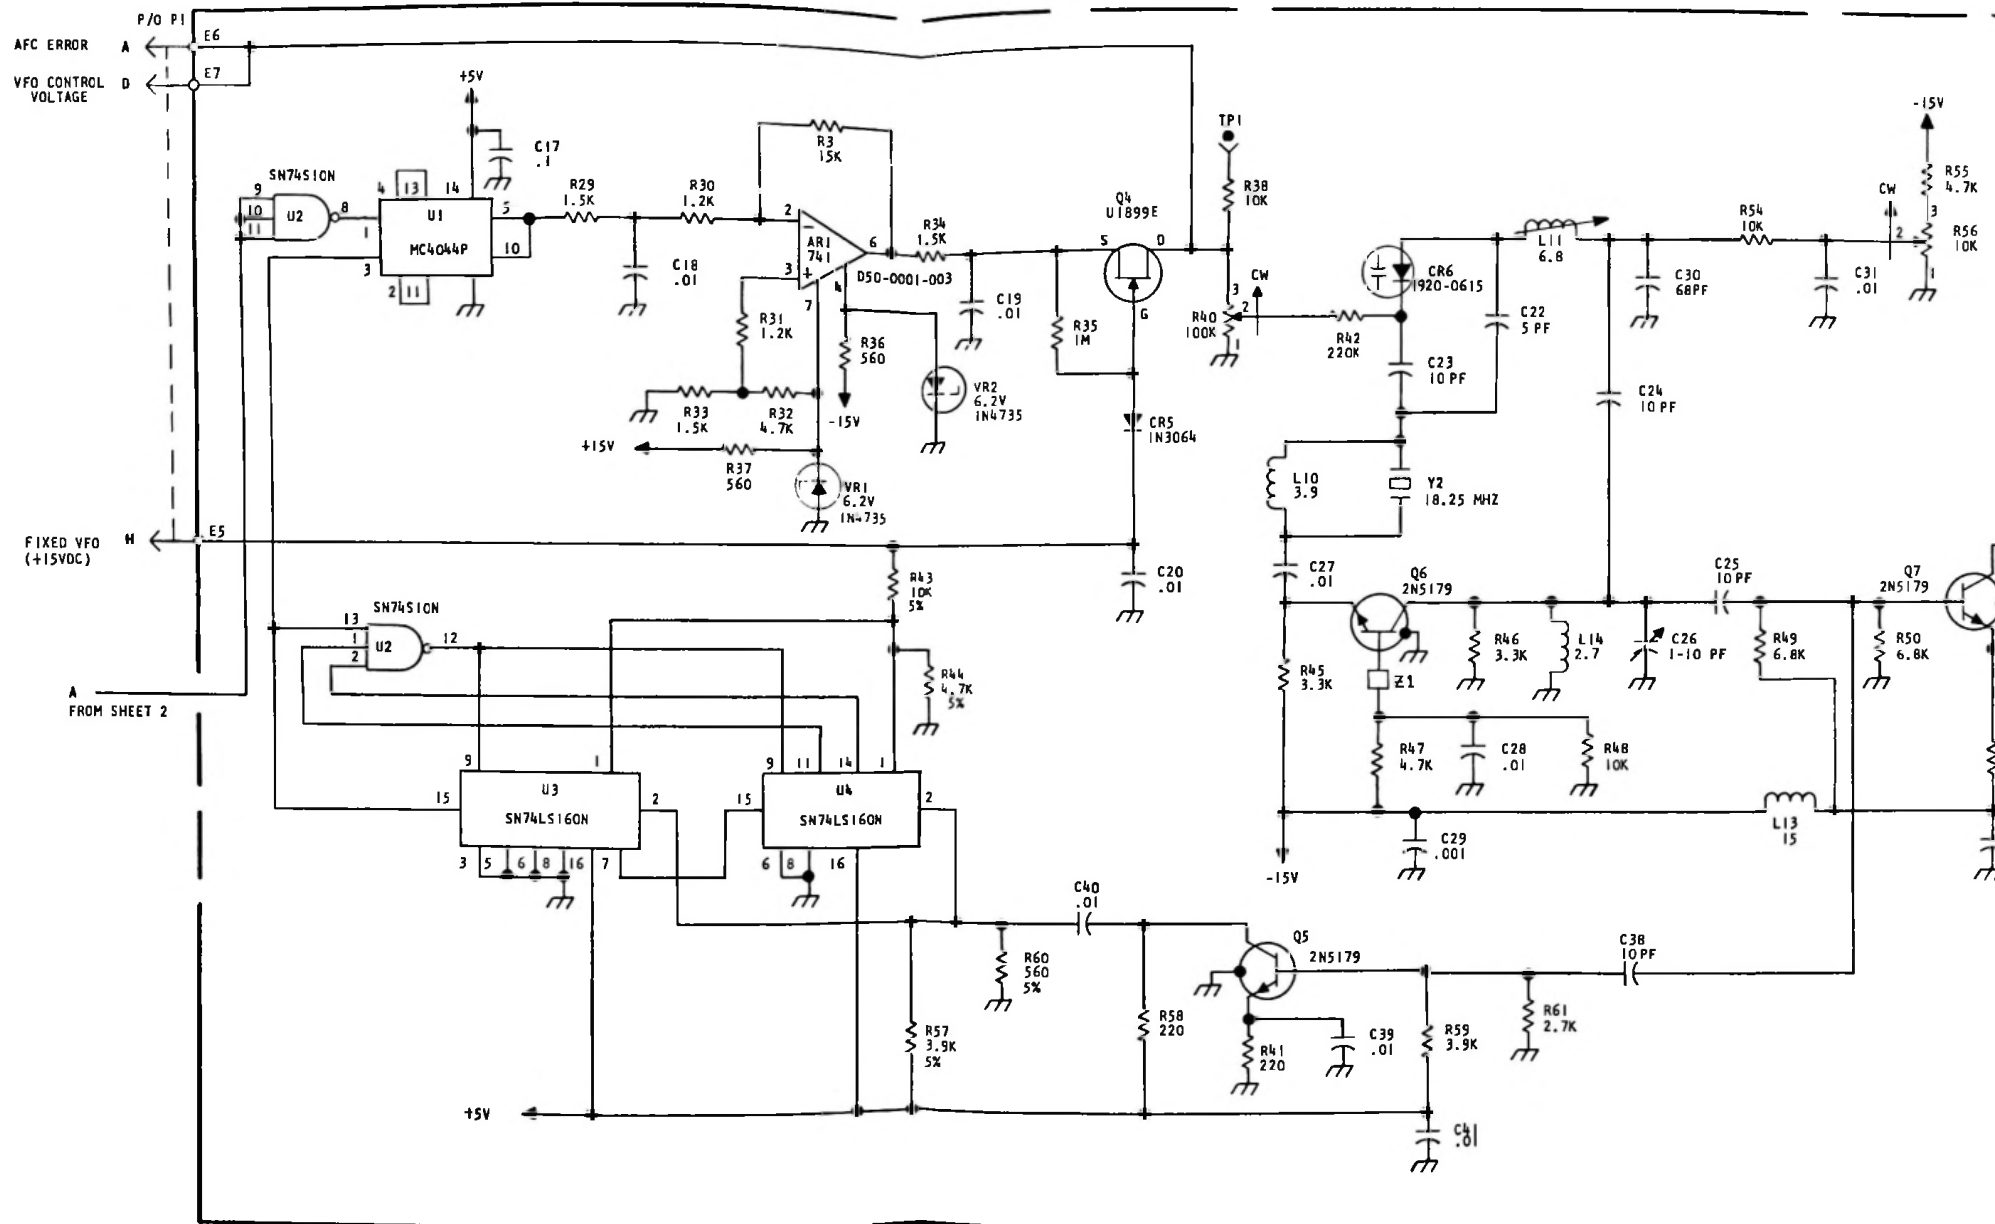 P/O P1
AFC ERROR A
E6
VFO CONTROL D
VOLTAGE
E7
+5V
C17
.1
SN74S10N
9
10
11
U2
8
4
13
14
1
U1
MC4044P
3
2
11
5
10
R29
1.5K
C18
.01
R30
1.2K
R3
15K
2
-
AR1
741
+
3
6
4
7
D50-0001-003
R34
1.5K
R31
1.2K
R33
1.5K
R32
4.7K
R36
560
-15V
VR2
6.2V
1N4735
+15V
R37
560
VR1
6.2V
1N4735
C19
.01
R35
1M
Q4
U1899E
S
D
G
CR5
1N3064
TP1
R38
10K
CW
3
2
R40
100K
1
R42
220K
CR6
1920-0615
C22
5 PF
C23
10 PF
L11
6.8
C30
68PF
R54
10K
C31
.01
CW
-15V
R55
4.7K
3
2
R56
10K
1
C24
10 PF
L10
3.9
Y2
18.25 MHZ
FIXED VFO H
(+15VDC)
E5
R43
10K
5%
C20
.01
C27
.01
Q6
2N5179
C25
10 PF
Q7
2N5179
R45
3.3K
Z1
R46
3.3K
L14
2.7
C26
1-10 PF
R49
6.8K
R50
6.8K
R47
4.7K
C28
.01
R48
10K
C29
.001
L13
15
-15V
SN74S10N
13
1
2
U2
12
R44
4.7K
5%
A
FROM SHEET 2
9
1
15
U3
SN74LS160N
2
3
5
6
8
16
7
9
11
14
1
15
U4
SN74LS160N
2
6
8
16
C40
.01
R60
560
5%
R57
3.9K
5%
R58
220
Q5
2N5179
R41
220
C39
.01
R59
3.9K
R61
2.7K
C38
10PF
+5V
C41
.01